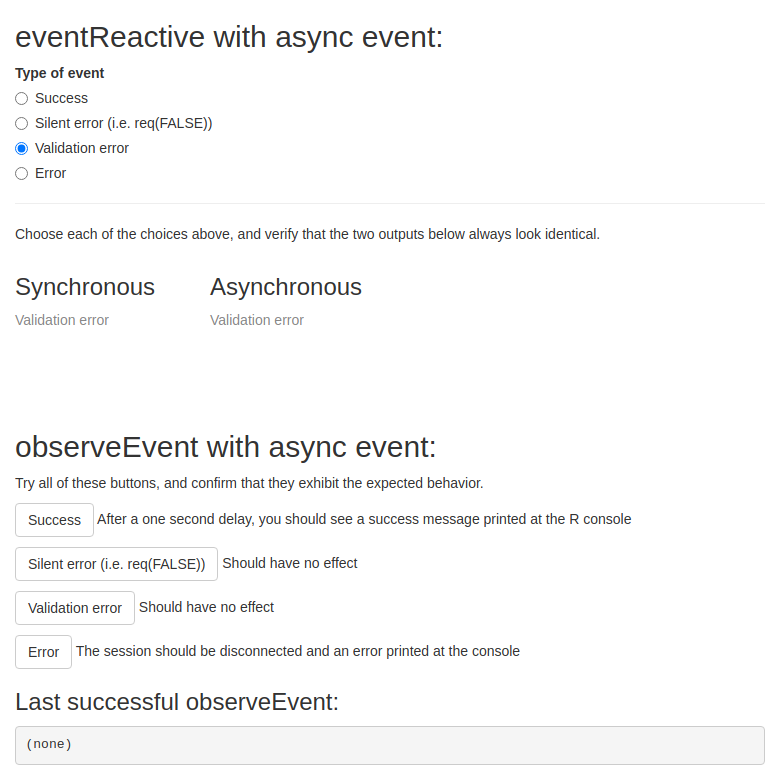 eventReactive with async event:
Type of event
Success
Silent error (i.e. req(FALSE))
Validation error
Error
Choose each of the choices above, and verify that the two outputs below always look identical.
Synchronous
Validation error
Asynchronous
Validation error
observeEvent with async event:
Try all of these buttons, and confirm that they exhibit the expected behavior.
Success After a one second delay, you should see a success message printed at the R console
Silent error (i.e. req(FALSE)) Should have no effect
Validation error Should have no effect
Error The session should be disconnected and an error printed at the console
Last successful observeEvent:
(none)